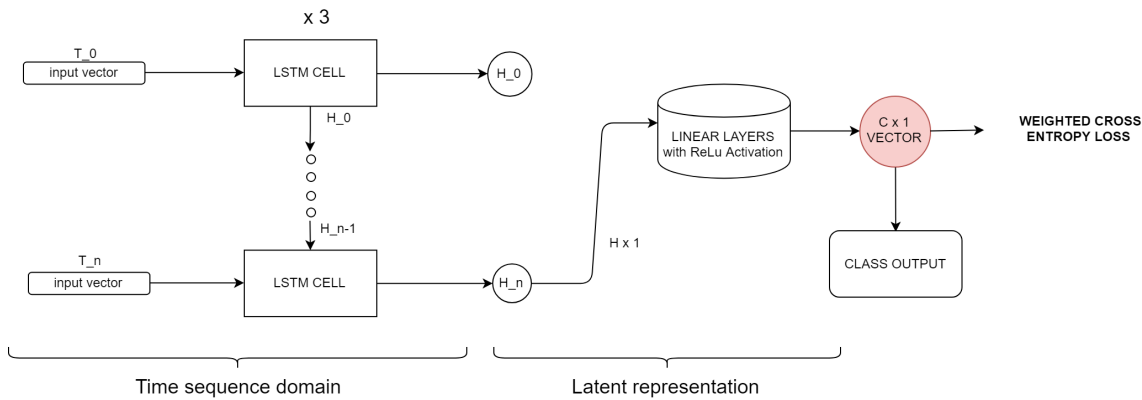 x 3
T_0
input vector
LSTM CELL
H_0
H_0
H_n-1
T_n
input vector
LSTM CELL
H_n
H x 1
LINEAR LAYERS
with ReLu Activation
C x 1
VECTOR
WEIGHTED CROSS
ENTROPY LOSS
CLASS OUTPUT
Time sequence domain
Latent representation